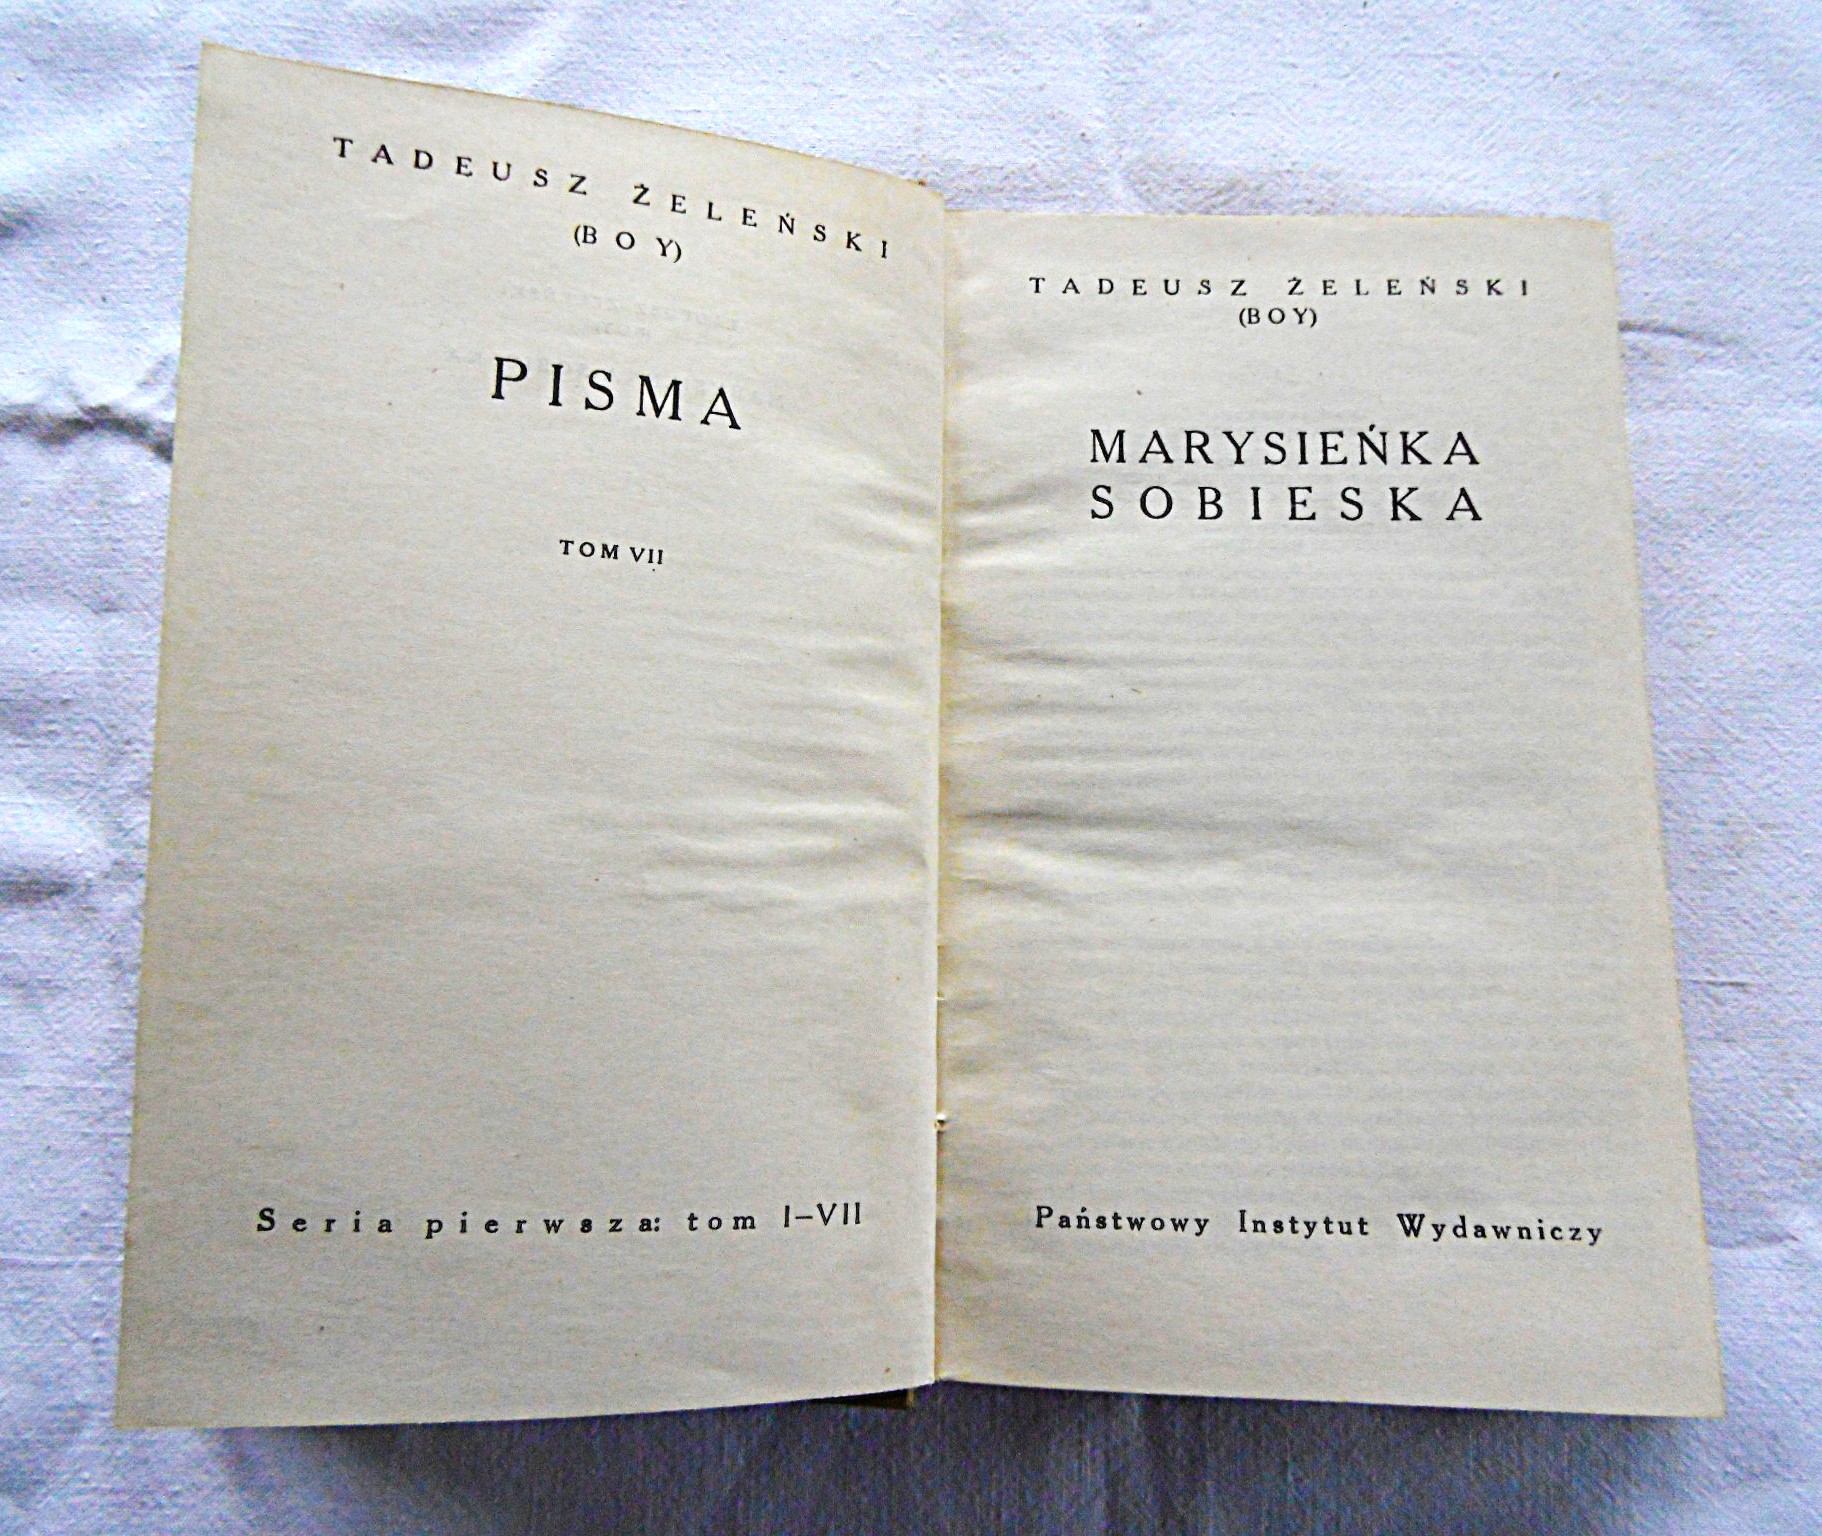 TADEUSZ ŻELEŃSKI
(BOY)
PISMA
TOM VII
Seria pierwsza: tom I–VII
TADEUSZ ŻELEŃSKI
(BOY)
MARYSIEŃKA
SOBIESKA
Państwowy Instytut Wydawniczy